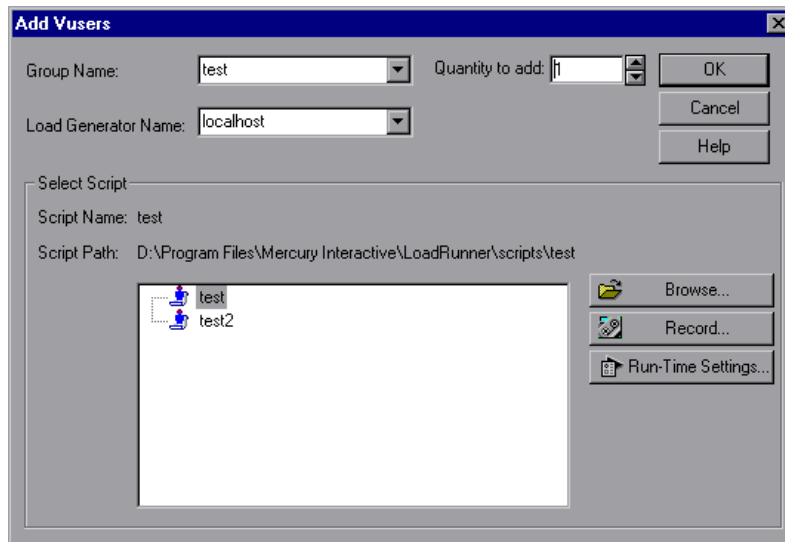 Add Vusers
Group Name: test Quantity to add: 1 OK
Cancel
Load Generator Name: localhost
Help
Select Script
Script Name: test
Script Path: D:\Program Files\Mercury Interactive\LoadRunner\scripts\test
test
test2
Browse...
Record...
Run-Time Settings...